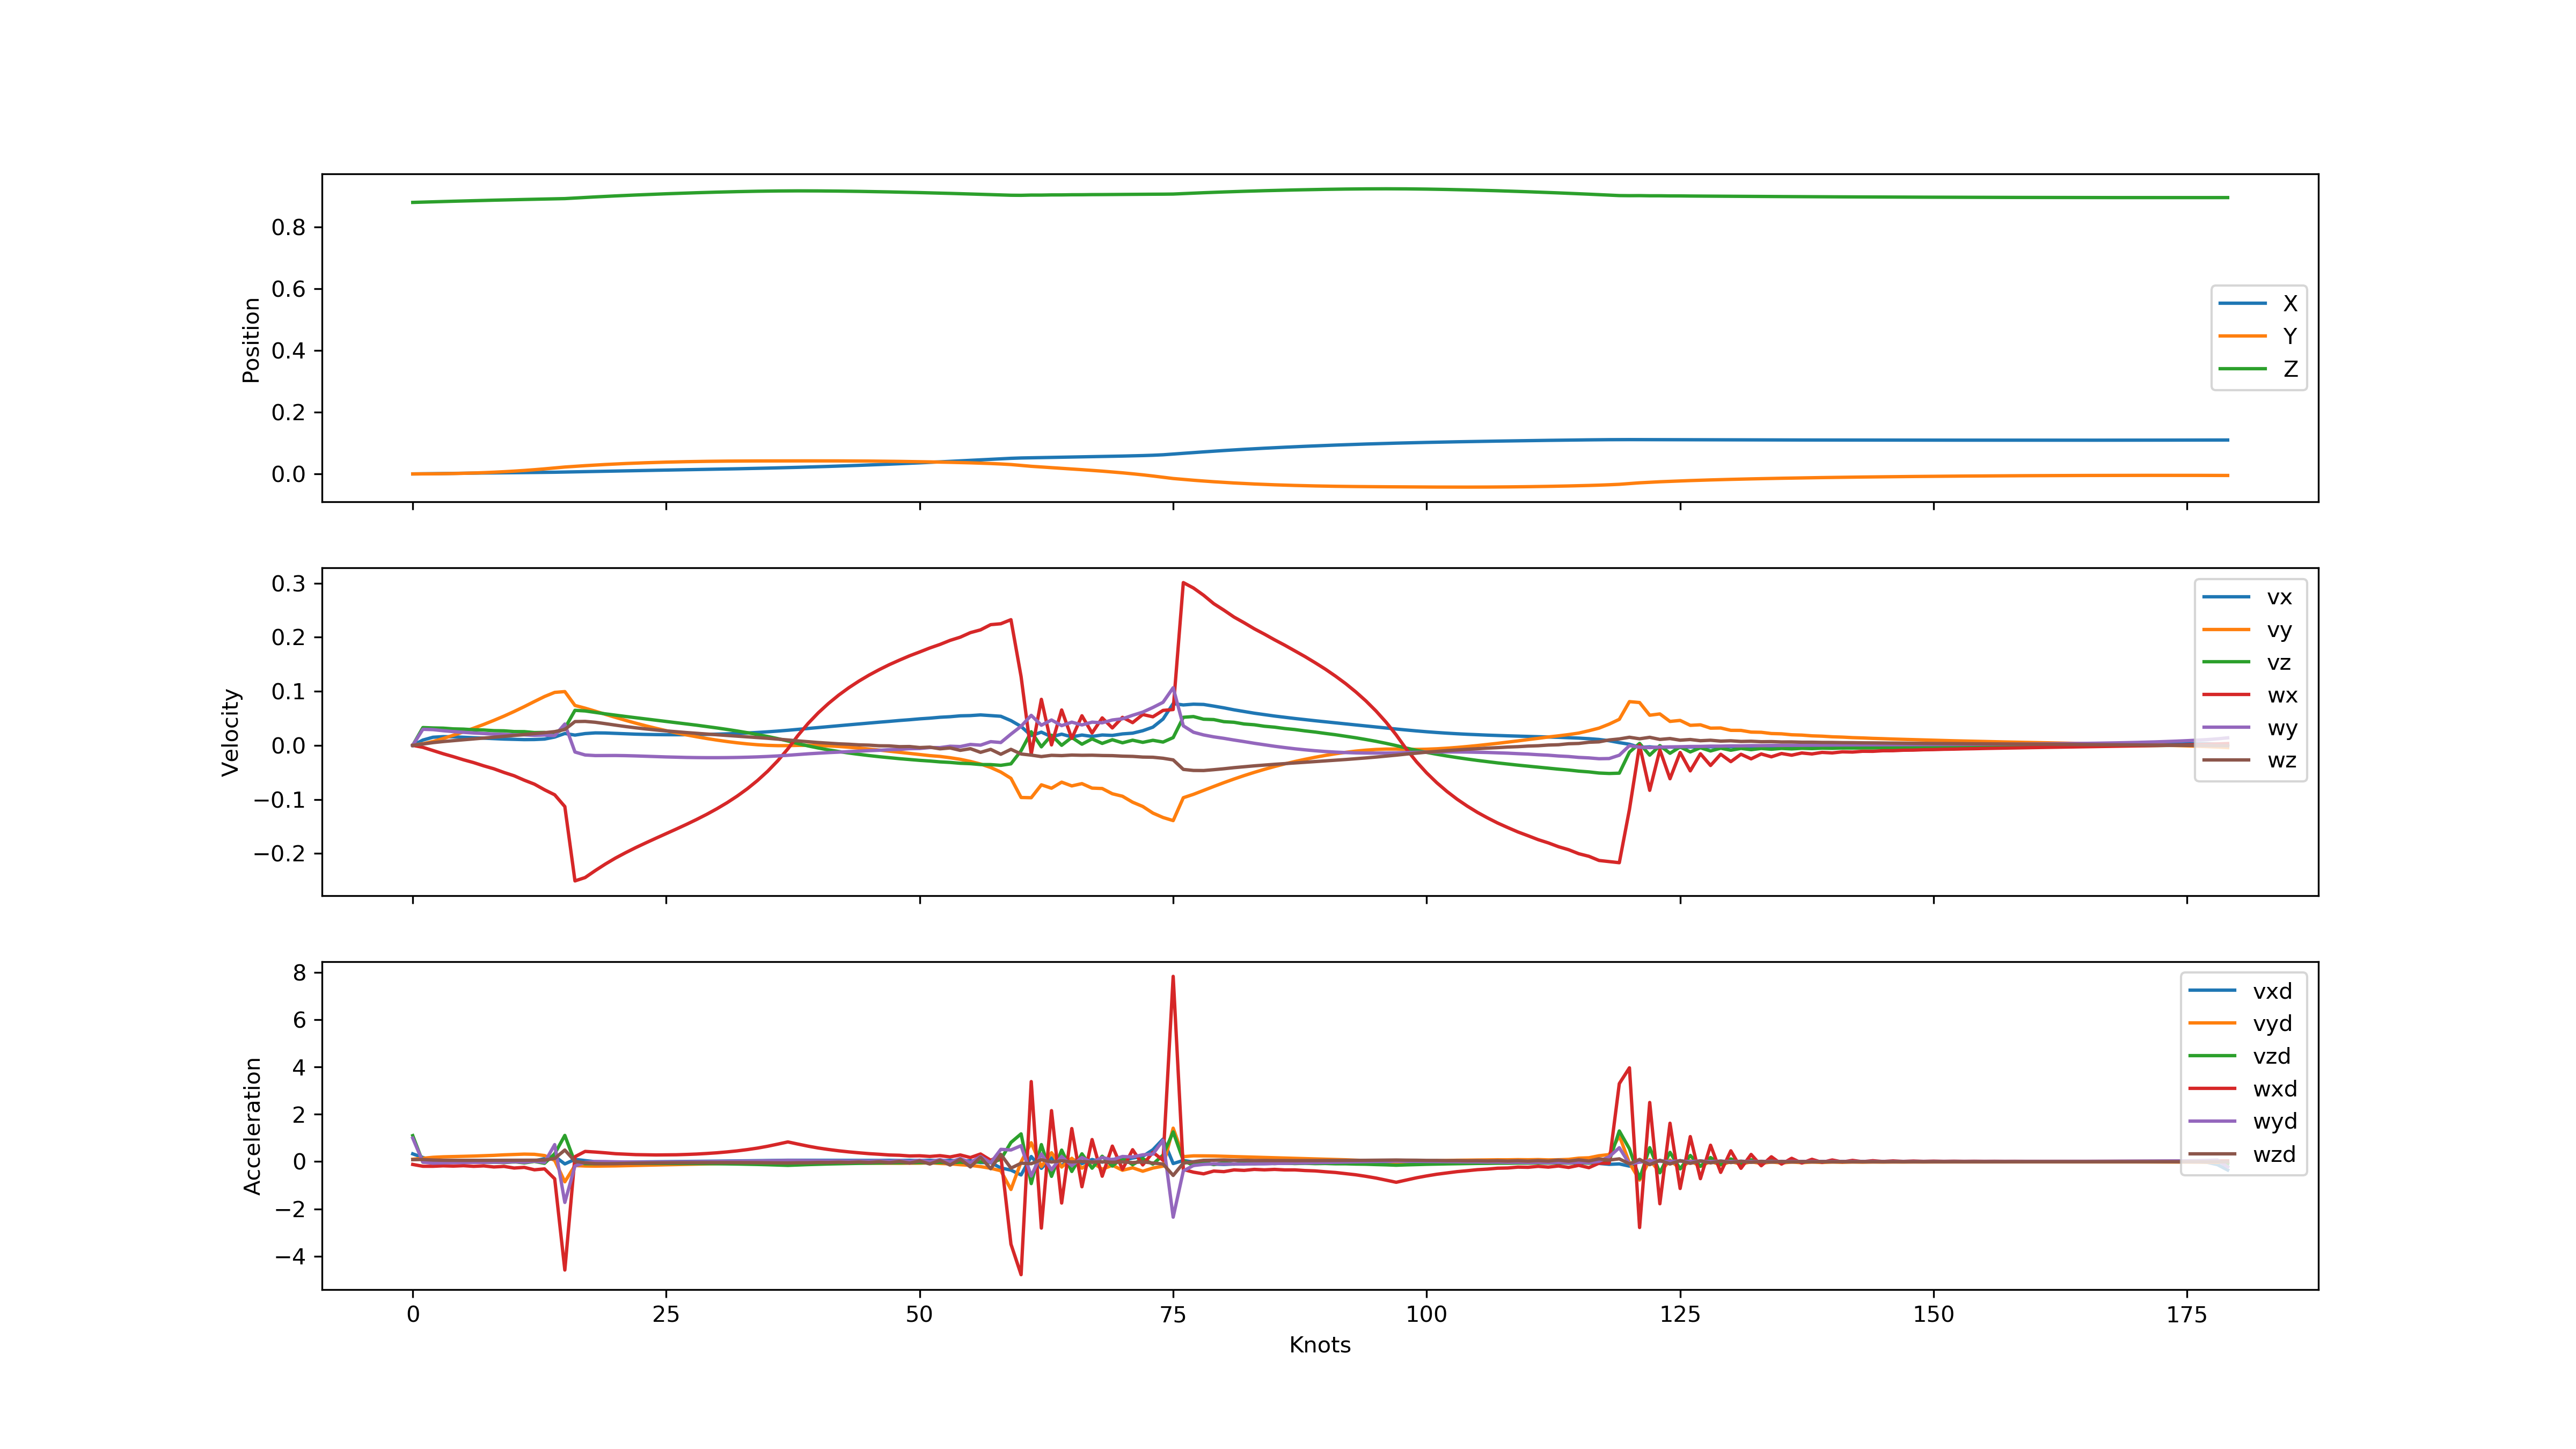 Position
0.8
0.6
0.4
0.2
0.0
X
Y
Z
Velocity
0.3
0.2
0.1
0.0
−0.1
−0.2
vx
vy
vz
wx
wy
wz
Acceleration
8
6
4
2
0
−2
−4
vxd
vyd
vzd
wxd
wyd
wzd
0 25 50 75 100 125 150 175
Knots